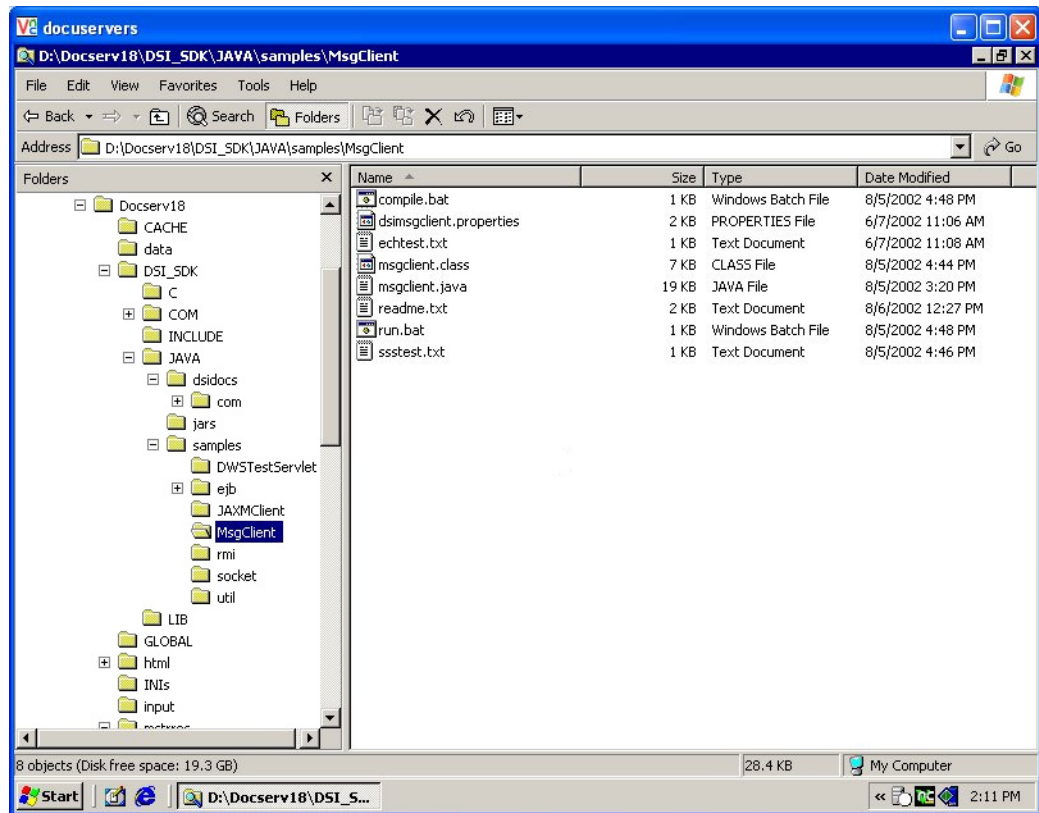 docuservers
D:\Docserv18\DSI_SDK\JAVA\samples\MsgClient
File Edit View Favorites Tools Help
Back Search Folders
Address D:\Docserv18\DSI_SDK\JAVA\samples\MsgClient Go
Folders
Name Size Type Date Modified
compile.bat 1 KB Windows Batch File 8/5/2002 4:48 PM
dsimsgclient.properties 2 KB PROPERTIES File 6/7/2002 11:06 AM
echtest.txt 1 KB Text Document 6/7/2002 11:08 AM
msgclient.class 7 KB CLASS File 8/5/2002 4:44 PM
msgclient.java 19 KB JAVA File 8/5/2002 3:20 PM
readme.txt 2 KB Text Document 8/6/2002 12:27 PM
run.bat 1 KB Windows Batch File 8/5/2002 4:48 PM
ssstest.txt 1 KB Text Document 8/5/2002 4:46 PM
Docserv18
CACHE
data
DSI_SDK
C
COM
INCLUDE
JAVA
dsidocs
com
jars
samples
DWSTestServlet
ejb
JAXMClient
MsgClient
rmi
socket
util
LIB
GLOBAL
html
INIs
input
8 objects (Disk free space: 19.3 GB) 28.4 KB My Computer
Start D:\Docserv18\DSI_S... 2:11 PM